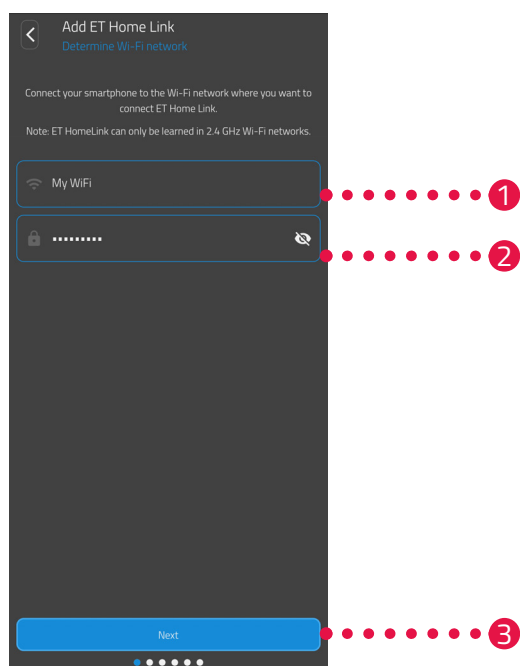 Add ET Home Link
Determine Wi-Fi network
Connect your smartphone to the Wi-Fi network where you want to
connect ET Home Link.
Note: ET HomeLink can only be learned in 2.4 GHz Wi-Fi networks.
My WiFi
1
•••••••••
2
Next
3